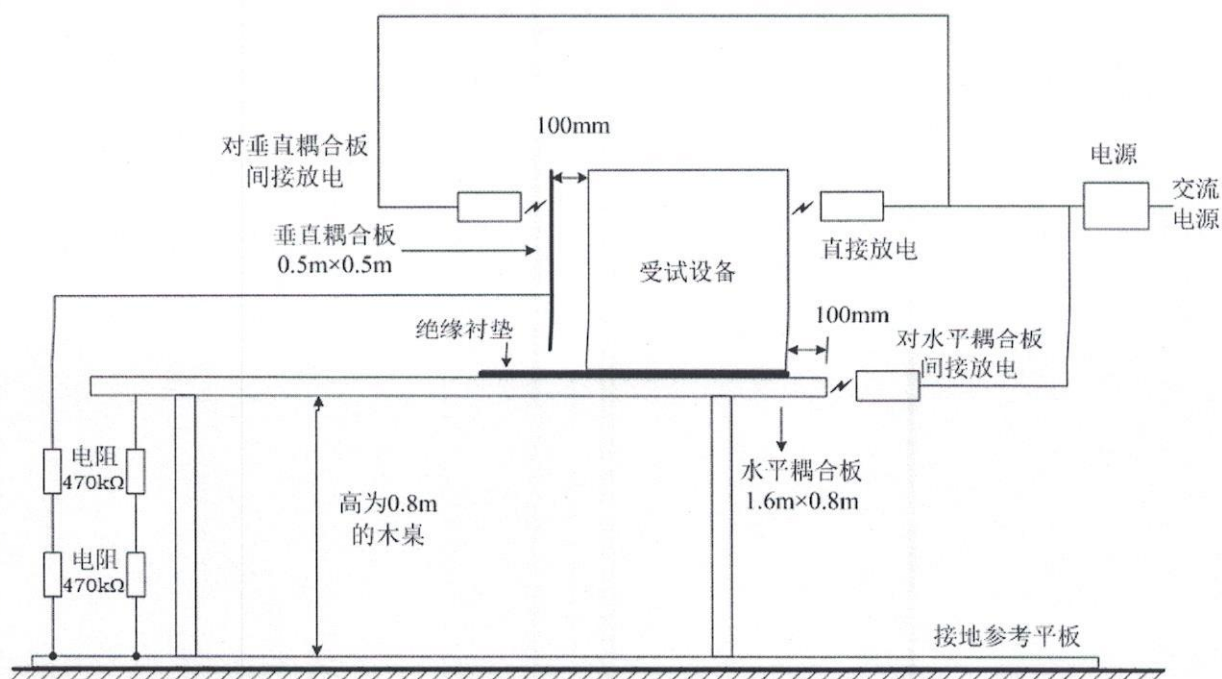 100mm
对垂直耦合板
间接放电
电源
交流
电源
垂直耦合板
0.5m×0.5m
直接放电
受试设备
100mm
绝缘衬垫
对水平耦合板
间接放电
电阻
470kΩ
水平耦合板
1.6m×0.8m
高为0.8m
的木桌
电阻
470kΩ
接地参考平板